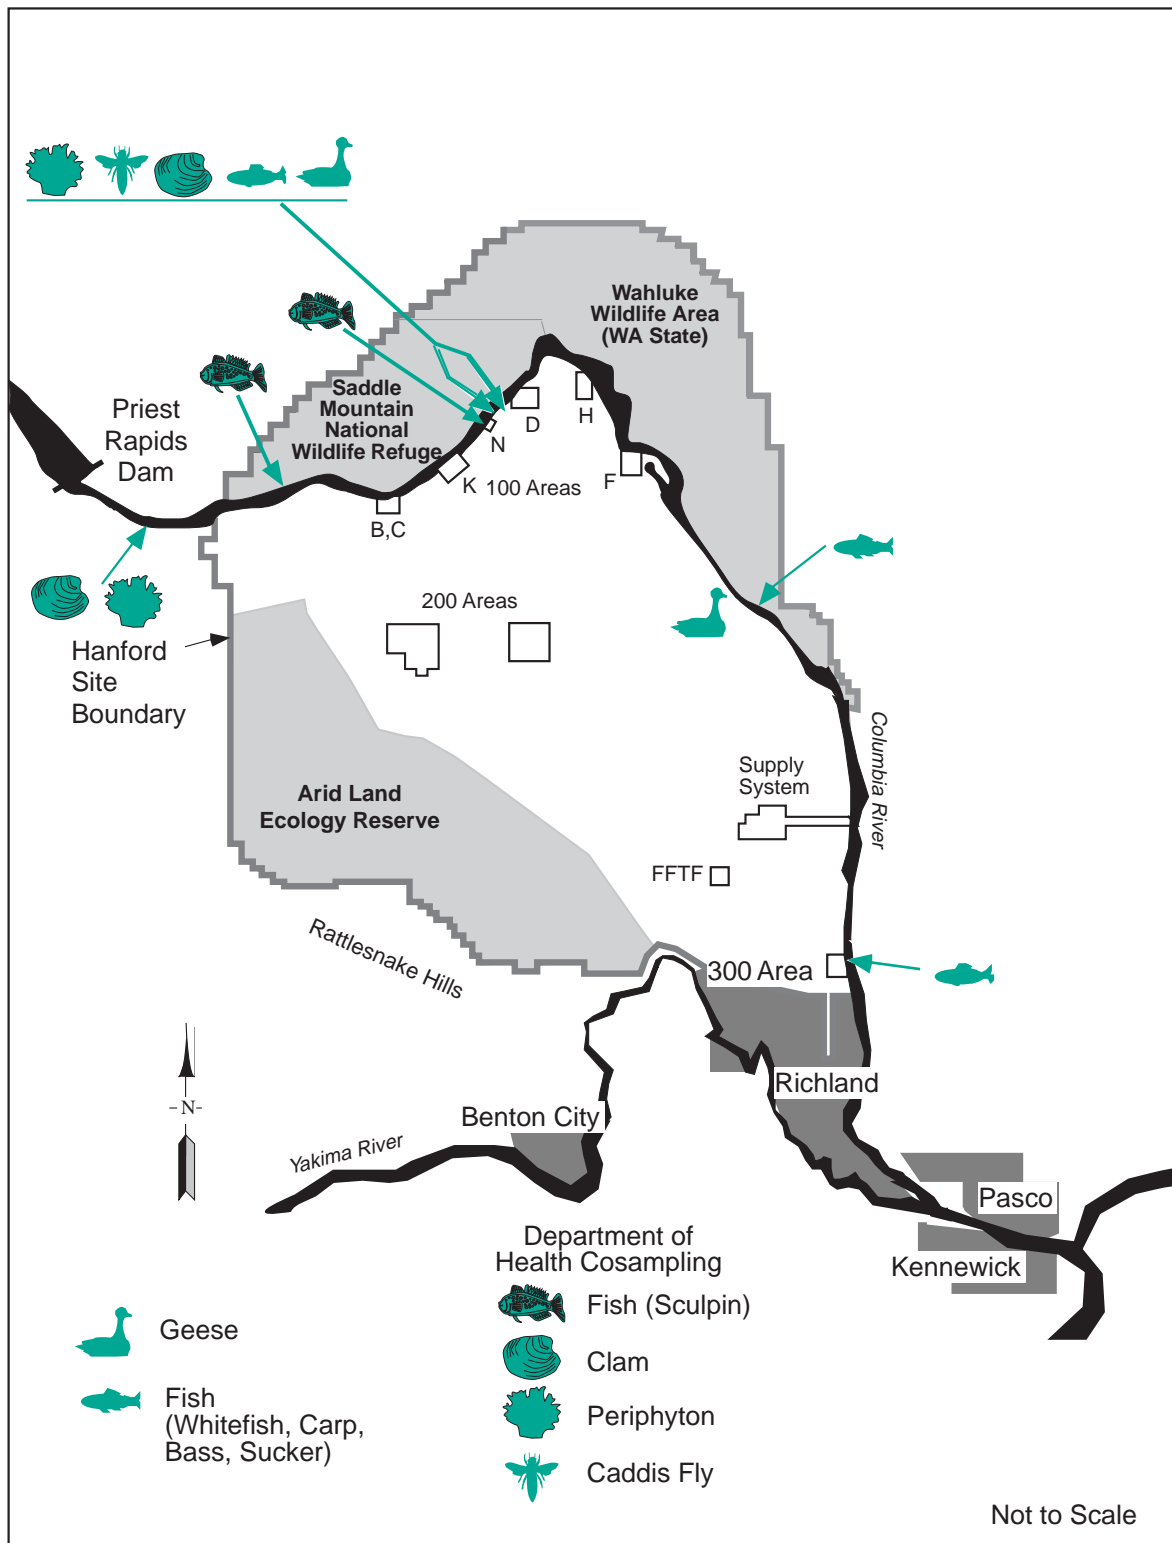 Wahluke
Wildlife Area
(WA State)
Saddle
Mountain
National
Wildlife Refuge
Priest
Rapids
Dam
D
H
N
K
100 Areas
F
B,C
200 Areas
Hanford
Site
Boundary
Columbia River
Supply
System
Arid Land
Ecology Reserve
FFTF
Rattlesnake Hills
300 Area
Richland
N
Benton City
Yakima River
Pasco
Kennewick
Department of
Health Cosampling
Fish (Sculpin)
Geese
Clam
Fish
(Whitefish, Carp,
Bass, Sucker)
Periphyton
Caddis Fly
Not to Scale